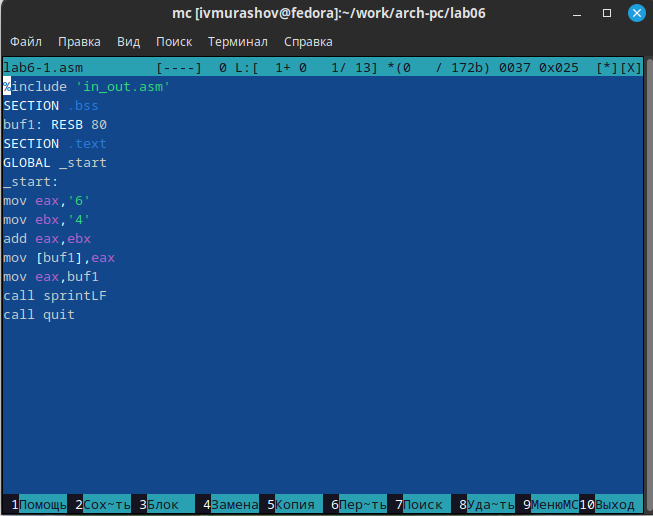 mc [ivmurashov@fedora]:~/work/arch-pc/lab06
Файл Правка Вид Поиск Терминал Справка
lab6-1.asm [----] 0 L:[ 1+ 0 1/ 13] *(0 / 172b) 0037 0x025 [*][X]
%include 'in_out.asm'
SECTION .bss
buf1: RESB 80
SECTION .text
GLOBAL _start
_start:
mov eax,'6'
mov ebx,'4'
add eax,ebx
mov [buf1],eax
mov eax,buf1
call sprintLF
call quit
1Помощь 2Сох~ть 3Блок 4Замена 5Копия 6Пер~ть 7Поиск 8Уда~ть 9МенюMC 10Выход